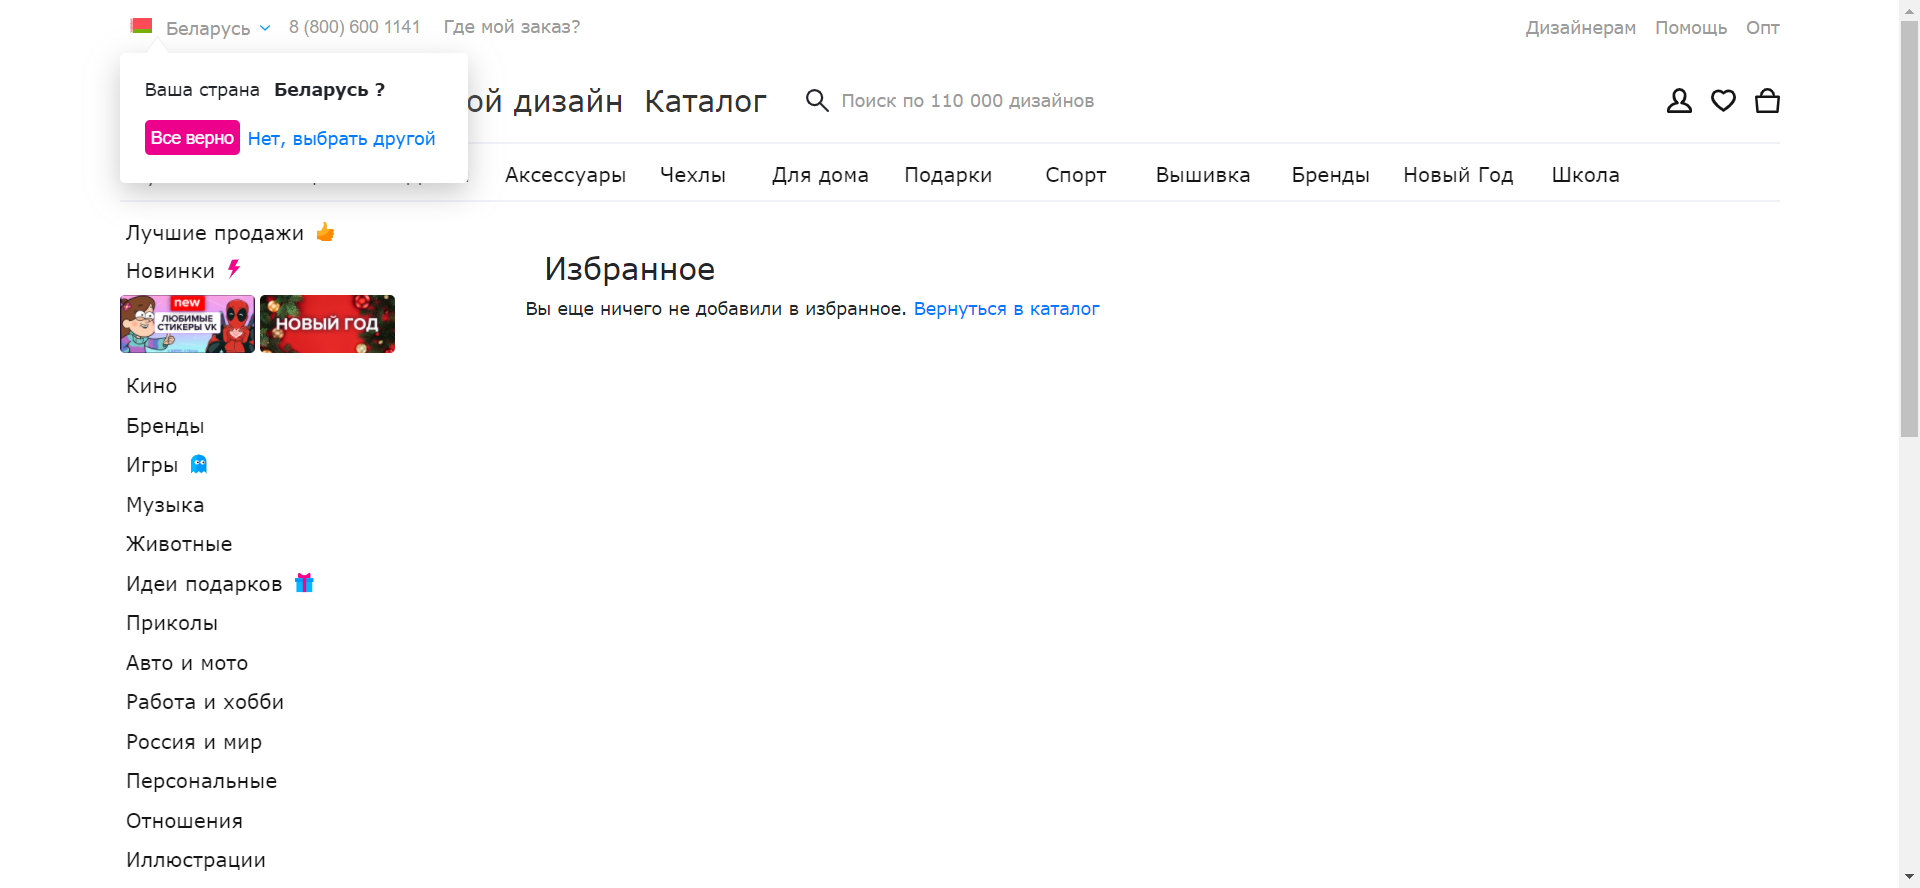 Беларусь 8 (800) 600 1141 Где мой заказ? Дизайнерам Помощь Опт
Ваша страна Беларусь ?
Все верно Нет, выбрать другой
дизайн Каталог Поиск по 110 000 дизайнов
Аксессуары Чехлы Для дома Подарки Спорт Вышивка Бренды Новый Год Школа
Лучшие продажи
Новинки
new
ЛЮБИМЫЕ
СТИКЕРЫ VK
НОВЫЙ ГОД
Кино
Бренды
Игры
Музыка
Животные
Идеи подарков
Приколы
Авто и мото
Работа и хобби
Россия и мир
Персональные
Отношения
Иллюстрации
Избранное
Вы еще ничего не добавили в избранное. Вернуться в каталог